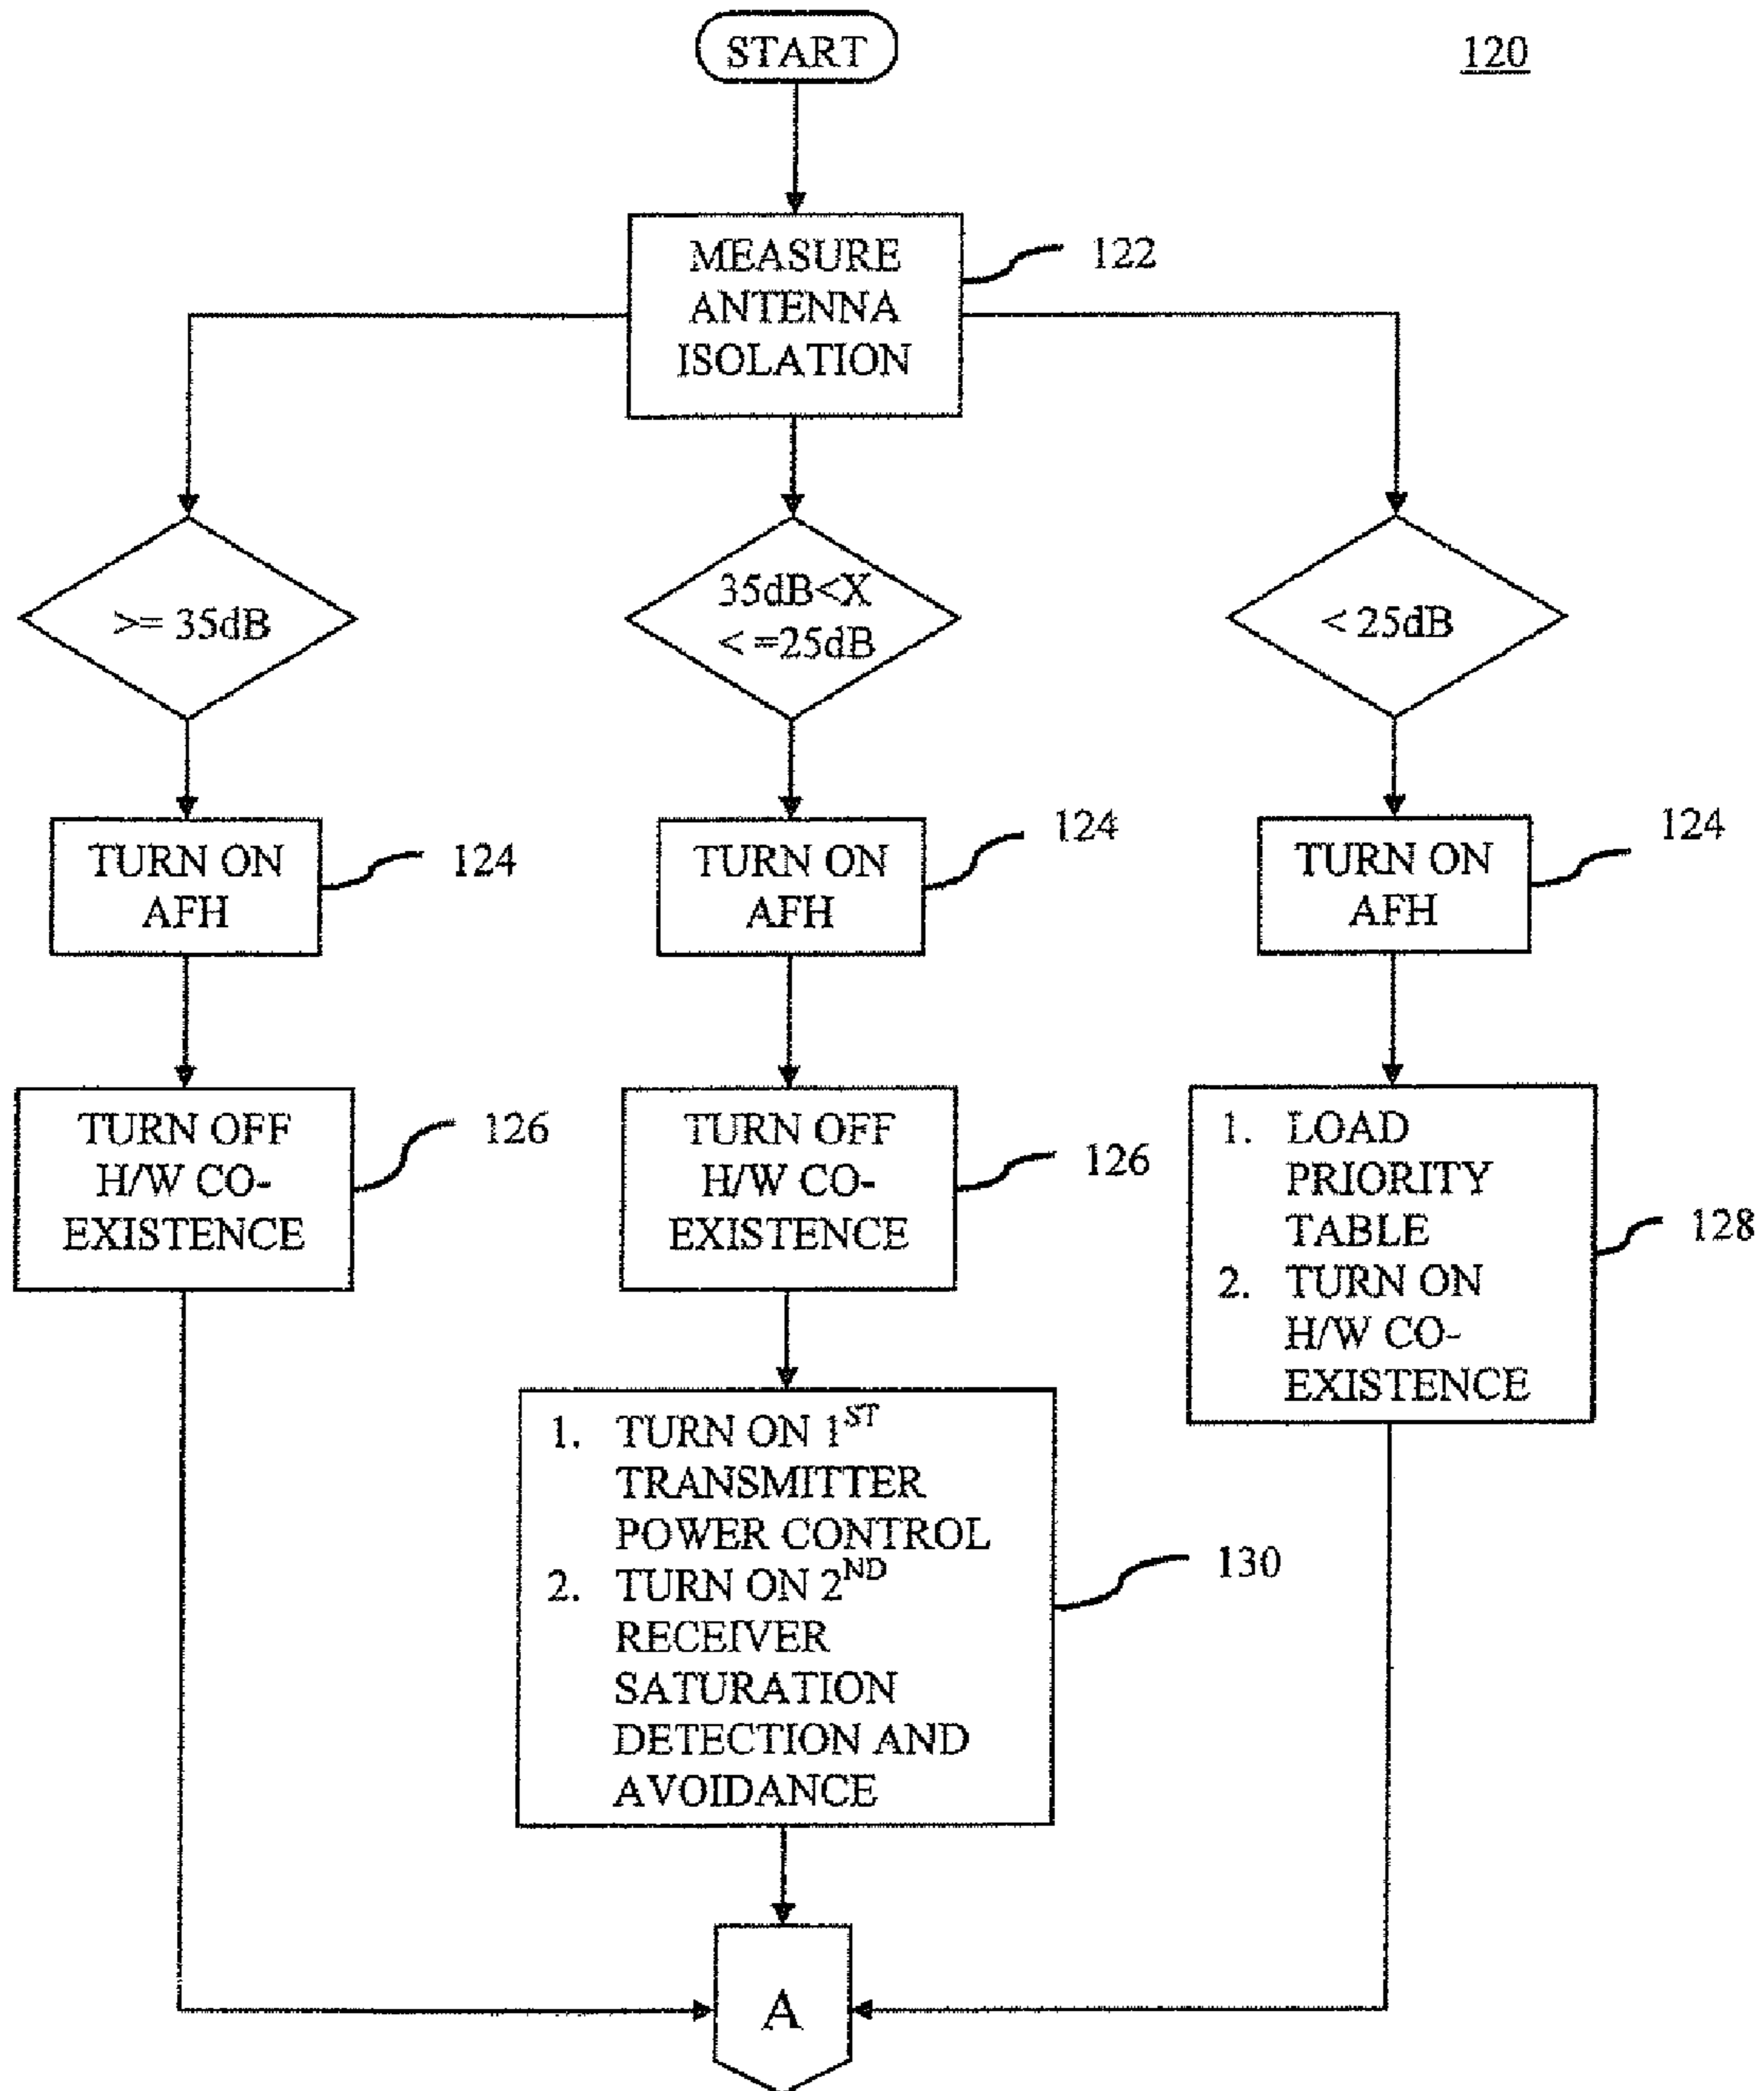 START
120
MEASURE
ANTENNA
ISOLATION
122
>= 35dB
35dB<X
< =25dB
< 25dB
TURN ON
AFH
124
TURN ON
AFH
124
TURN ON
AFH
124
TURN OFF
H/W CO-
EXISTENCE
126
TURN OFF
H/W CO-
EXISTENCE
126
1. LOAD
PRIORITY
TABLE
2. TURN ON
H/W CO-
EXISTENCE
128
1. TURN ON 1ST
TRANSMITTER
POWER CONTROL
2. TURN ON 2ND
RECEIVER
SATURATION
DETECTION AND
AVOIDANCE
130
A